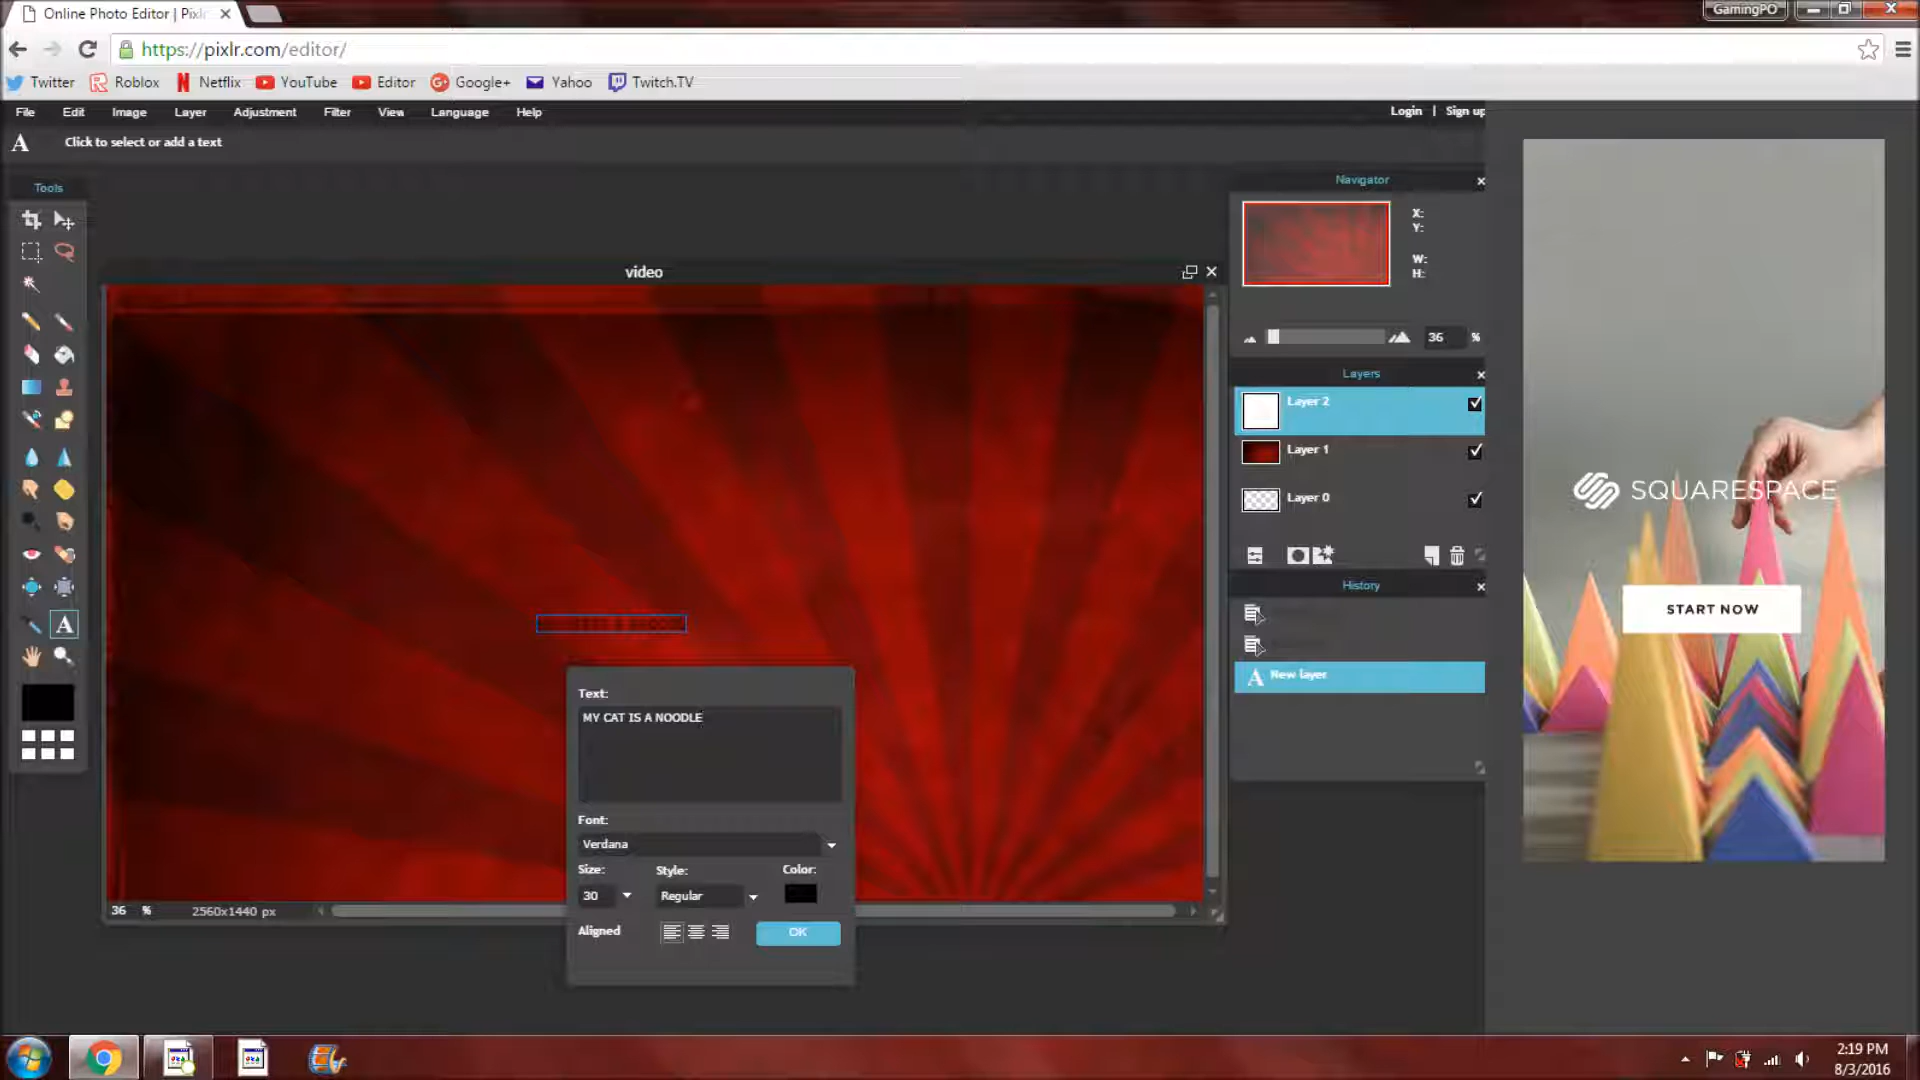 Online Photo Editor | Pixlr
GamingPO
https://pixlr.com/editor/
Twitter Roblox Netflix YouTube Editor Google+ Yahoo Twitch.TV
File Edit Image Layer Adjustment Filter View Language Help
Login | Sign up
A Click to select or add a text
Tools
Navigator
X:
Y:
W:
H:
36 %
video
Layers
Layer 2
Layer 1
Layer 0
History
A New layer
Text:
MY CAT IS A NOODLE
Font:
Verdana
Size: Style: Color:
30 Regular
Aligned OK
36 % 2560x1440 px
SQUARESPACE
START NOW
2:19 PM
8/3/2016